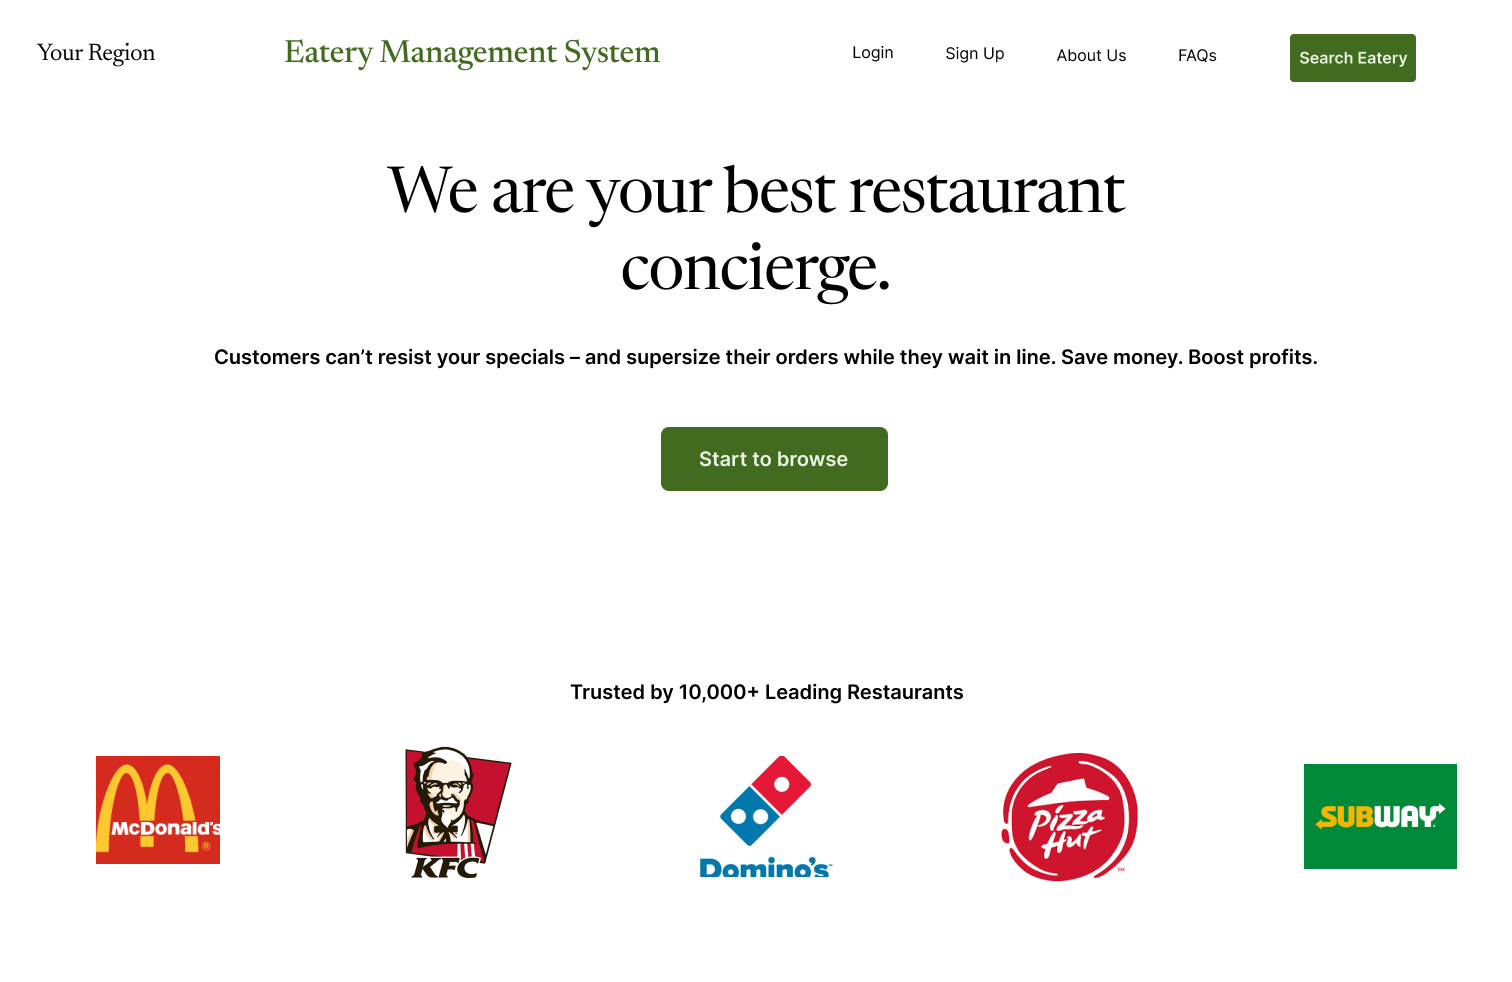 Your Region
Eatery Management System
Login
Sign Up
About Us
FAQs
Search Eatery
We are your best restaurant
concierge.
Customers can’t resist your specials – and supersize their orders while they wait in line. Save money. Boost profits.
Start to browse
Trusted by 10,000+ Leading Restaurants
McDonald's
®
KFC
Domino's™
Pizza
Hut
™
SUBWAY